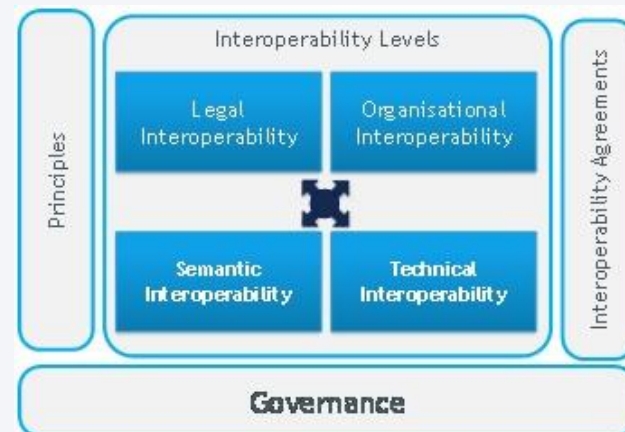 Principles
Interoperability Levels
Legal
Interoperability
Organisational
Interoperability
Semantic
Interoperability
Technical
Interoperability
Interoperability Agreements
Governance